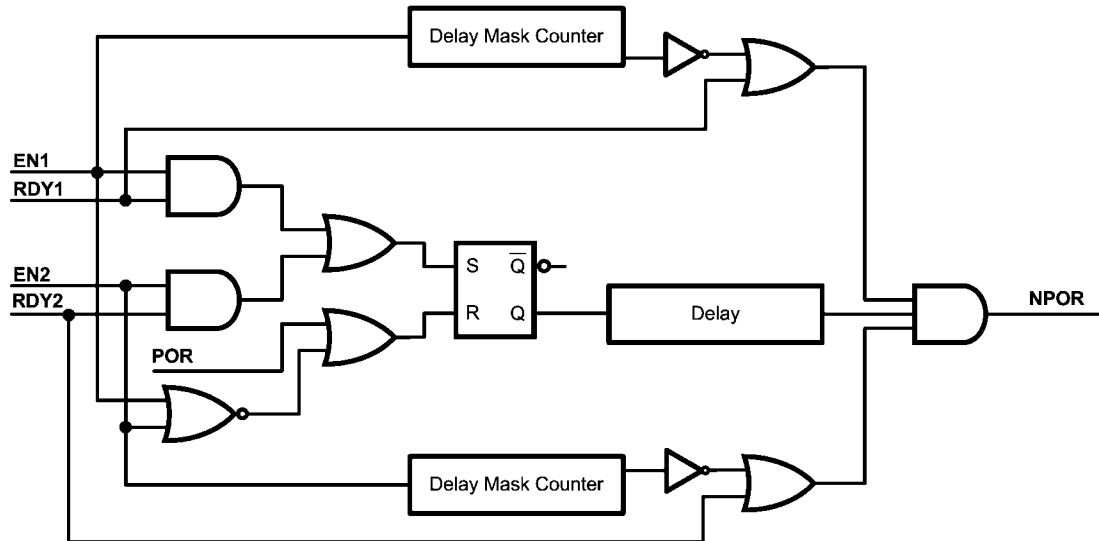 Delay Mask Counter
EN1
RDY1
EN2
RDY2
S Q̅
R Q
Delay
NPOR
POR
Delay Mask Counter